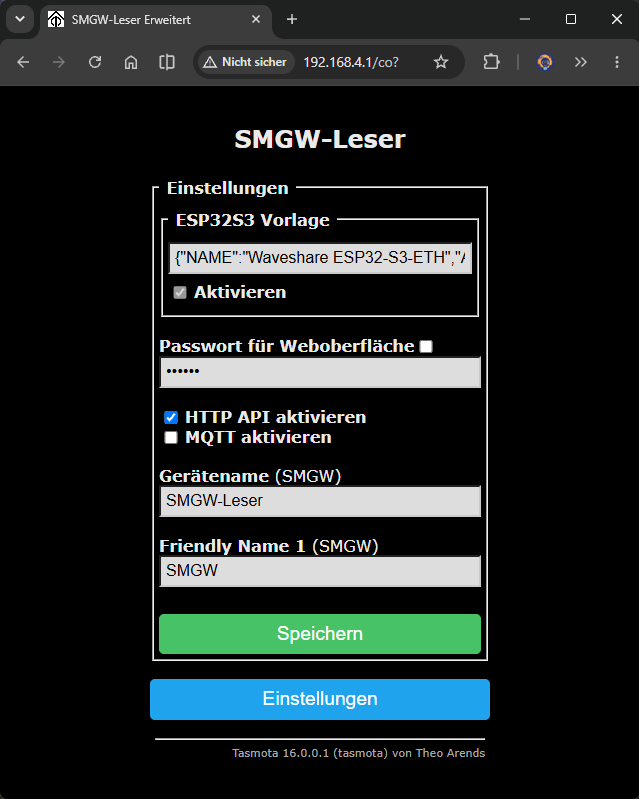 SMGW-Leser Erweitert
Nicht sicher
192.168.4.1/co?
SMGW-Leser
Einstellungen
ESP32S3 Vorlage
{"NAME":"Waveshare ESP32-S3-ETH","A
Aktivieren
Passwort für Weboberfläche
••••••
HTTP API aktivieren
MQTT aktivieren
Gerätename (SMGW)
SMGW-Leser
Friendly Name 1 (SMGW)
SMGW
Speichern
Einstellungen
Tasmota 16.0.0.1 (tasmota) von Theo Arends